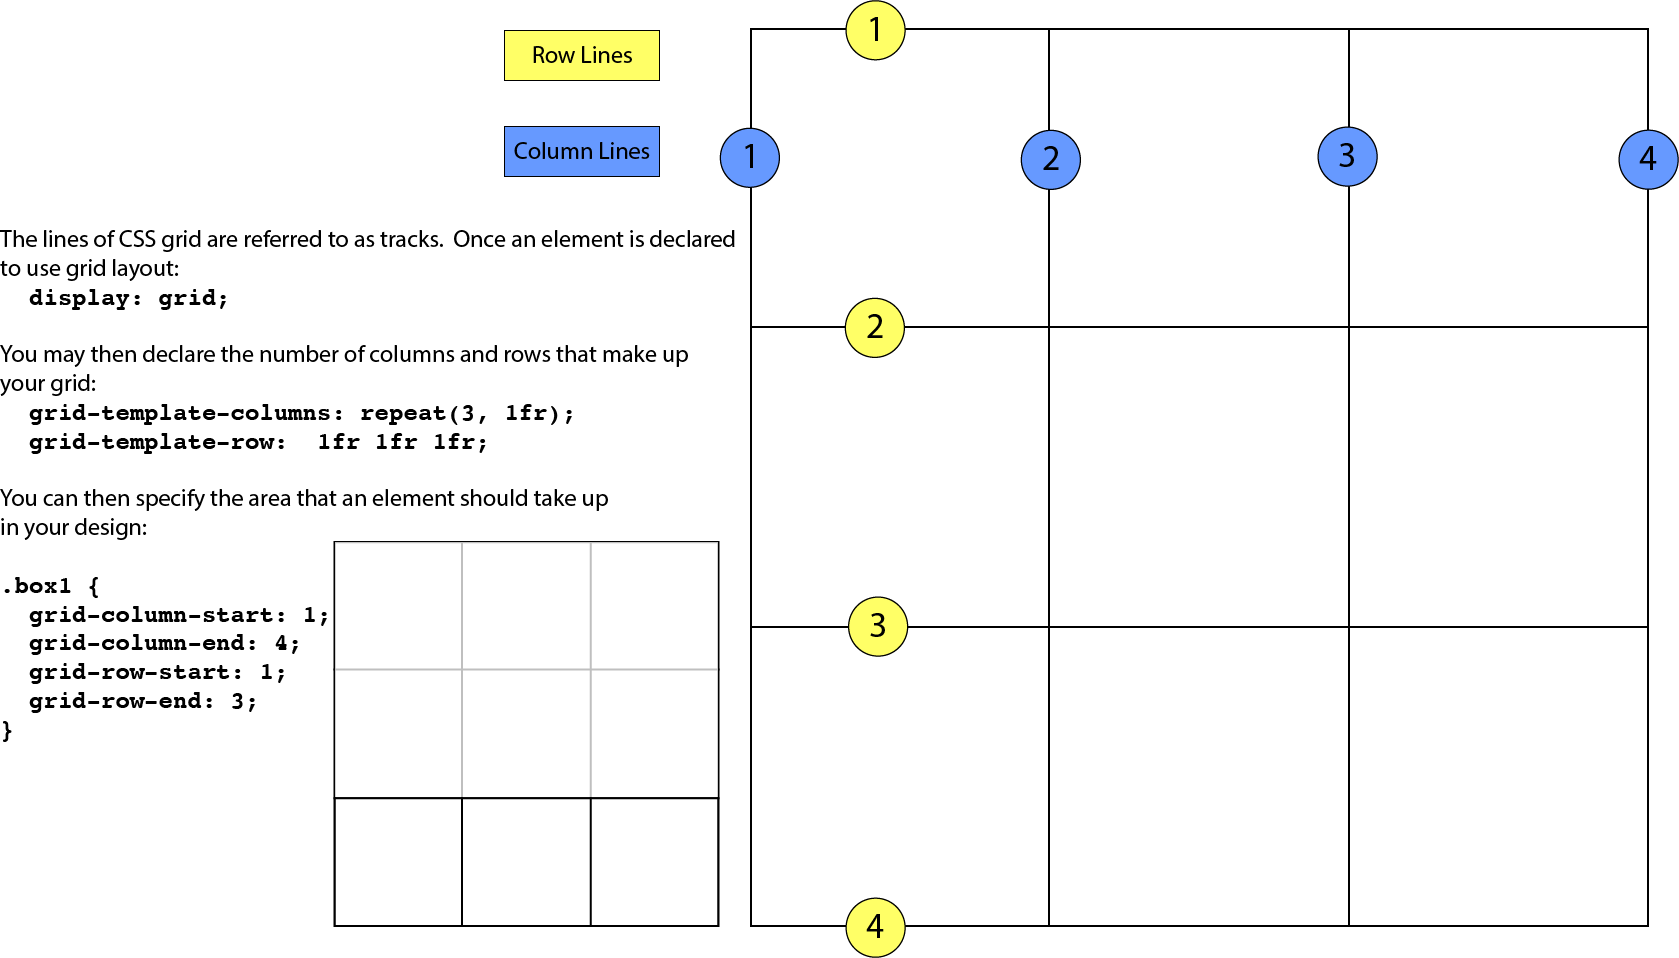 Row Lines
Column Lines
The lines of CSS grid are referred to as tracks.  Once an element is declared
to use grid layout:
  display: grid;
You may then declare the number of columns and rows that make up
your grid:
  grid-template-columns: repeat(3, 1fr);
  grid-template-row:  1fr 1fr 1fr;
You can then specify the area that an element should take up
in your design:
.box1 {
  grid-column-start: 1;
  grid-column-end: 4;
  grid-row-start: 1;
  grid-row-end: 3;
}
1
1 2 3 4
2
3
4